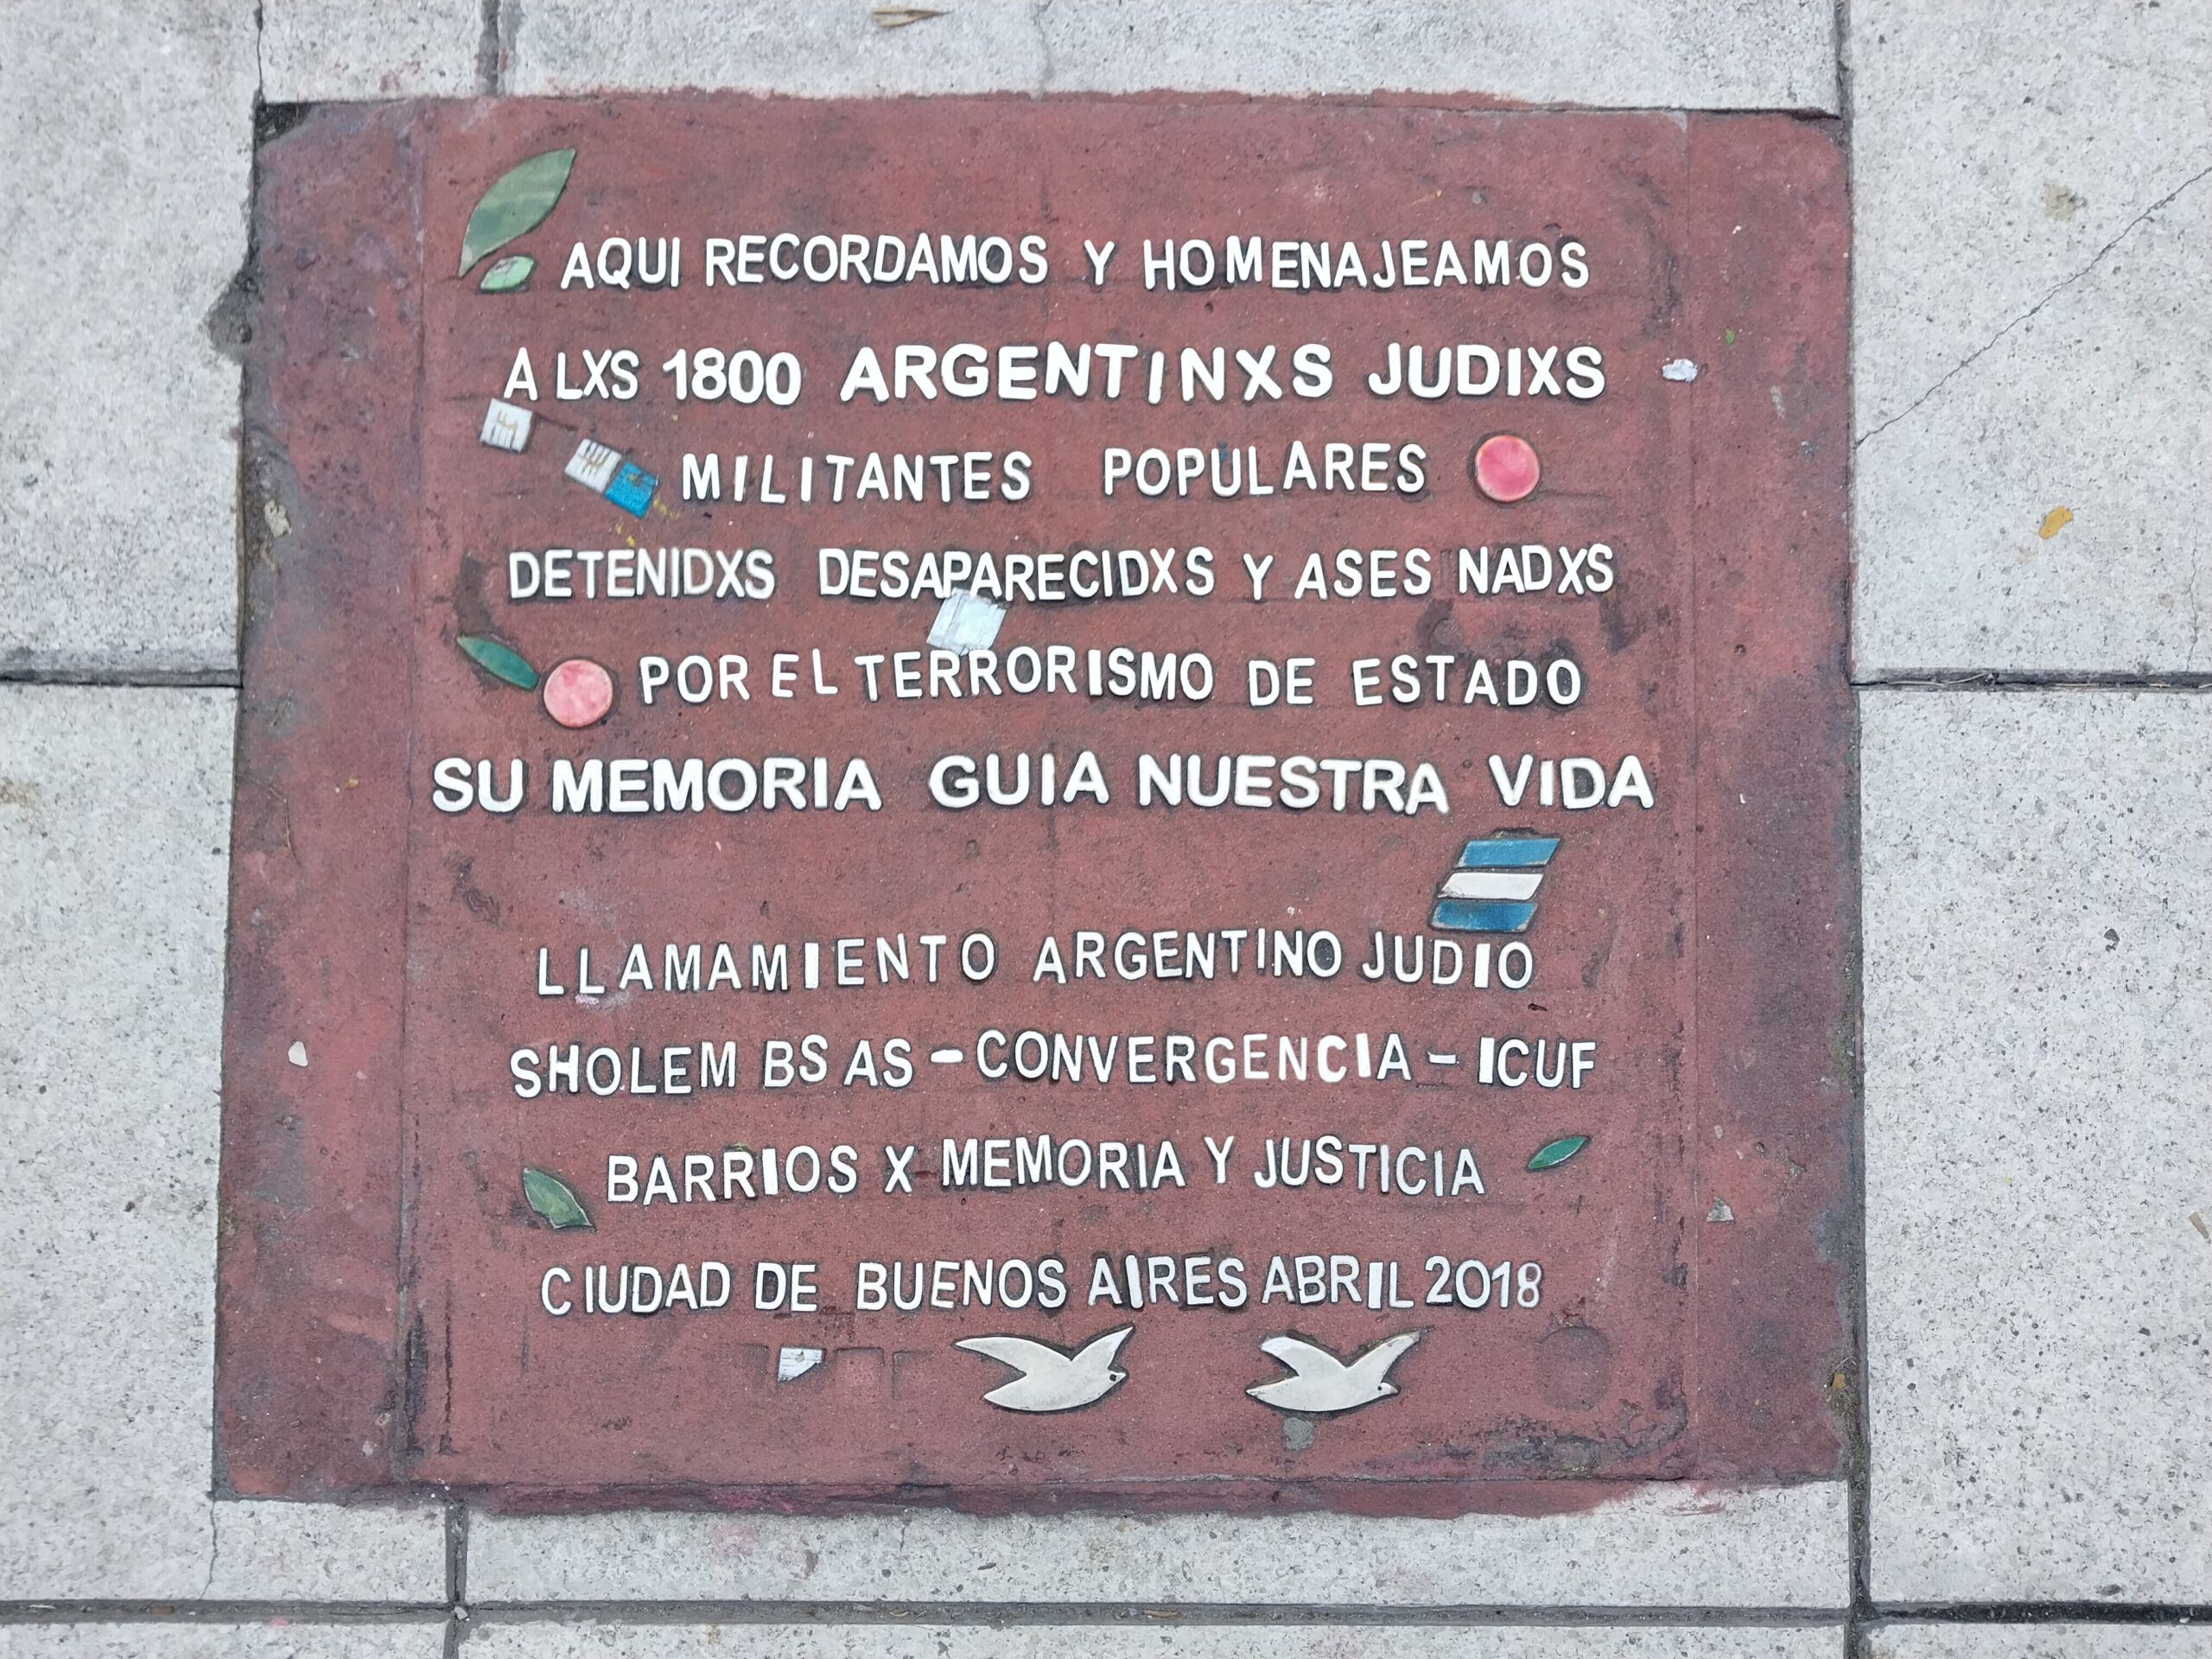 AQUI RECORDAMOS Y HOMENAJEAMOS
A LXS 1800 ARGENTINXS JUDIXS
MILITANTES POPULARES
DETENIDXS DESAPARECIDXS Y ASES NADXS
POR EL TERRORISMO DE ESTADO
SU MEMORIA GUIA NUESTRA VIDA
LLAMAMIENTO ARGENTINO JUDIO
SHOLEM BS AS - CONVERGENCIA - ICUF
BARRIOS X MEMORIA Y JUSTICIA
CIUDAD DE BUENOS AIRES ABRIL 2018